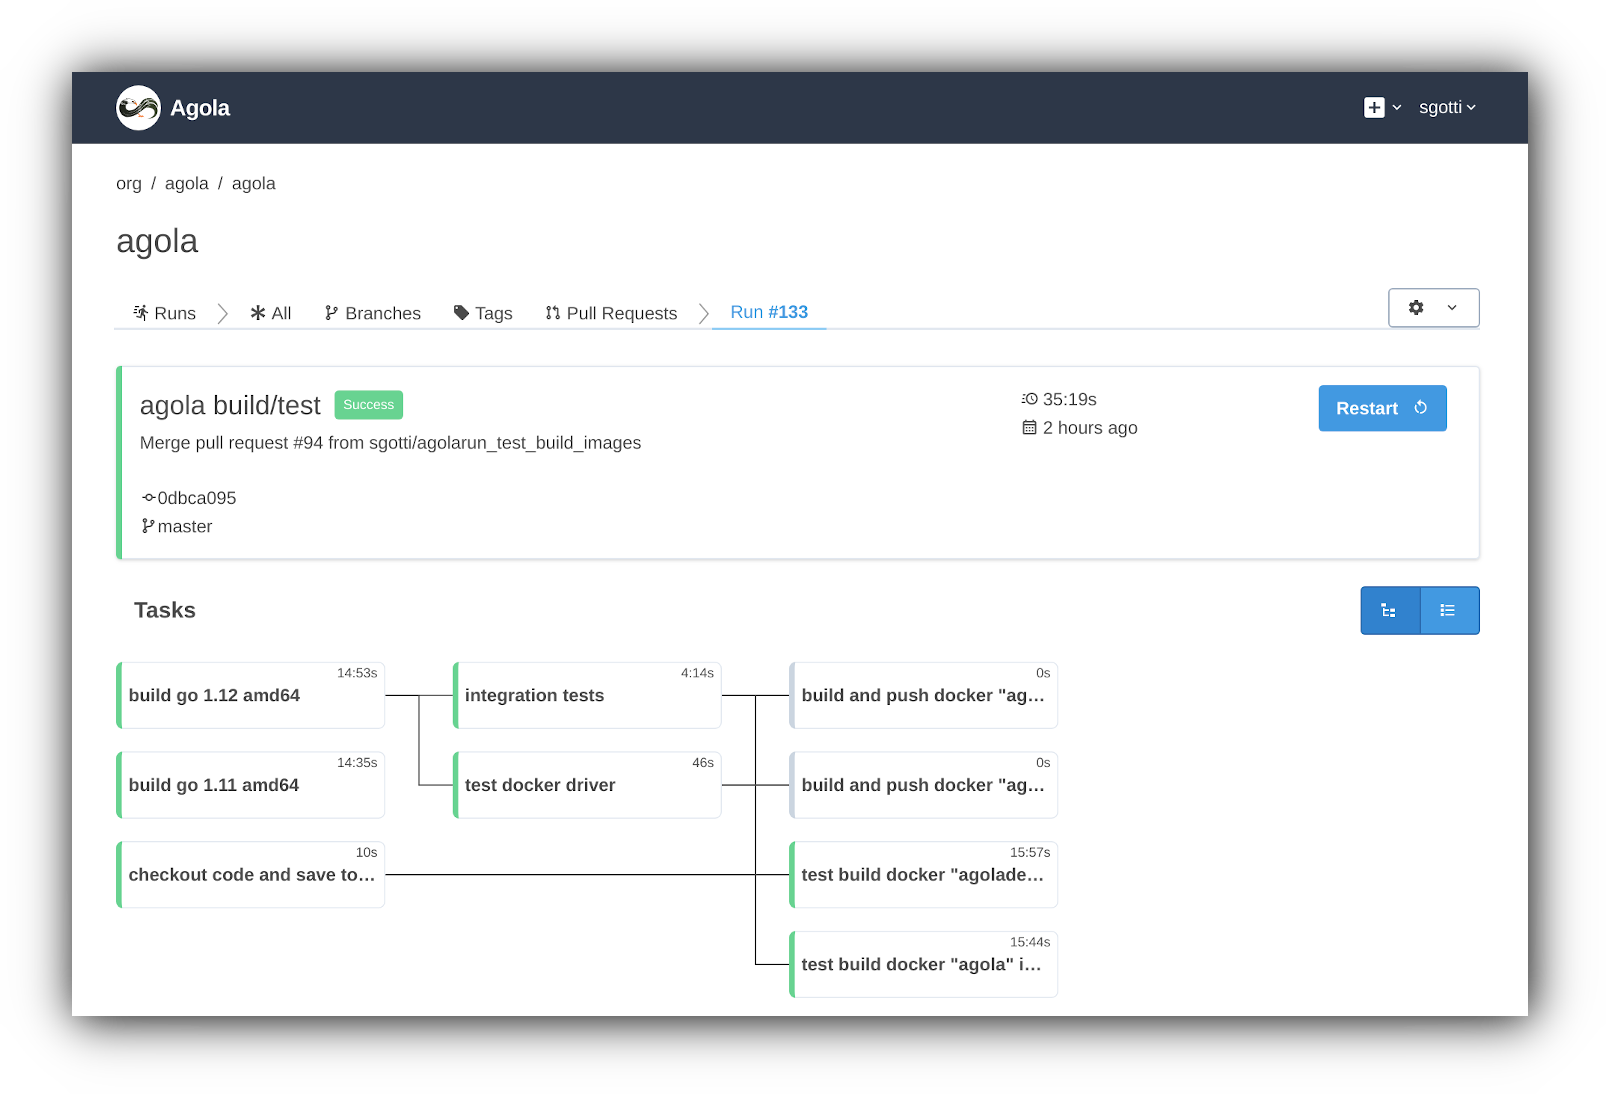 Agola
sgotti
org / agola / agola
agola
Runs All Branches Tags Pull Requests Run #133
agola build/test Success
Merge pull request #94 from sgotti/agolarun_test_build_images
0dbca095
master
35:19s
2 hours ago
Restart
Tasks
14:53s
build go 1.12 amd64
4:14s
integration tests
0s
build and push docker "ag...
14:35s
build go 1.11 amd64
46s
test docker driver
0s
build and push docker "ag...
10s
checkout code and save to...
15:57s
test build docker "agolade...
15:44s
test build docker "agola" i...